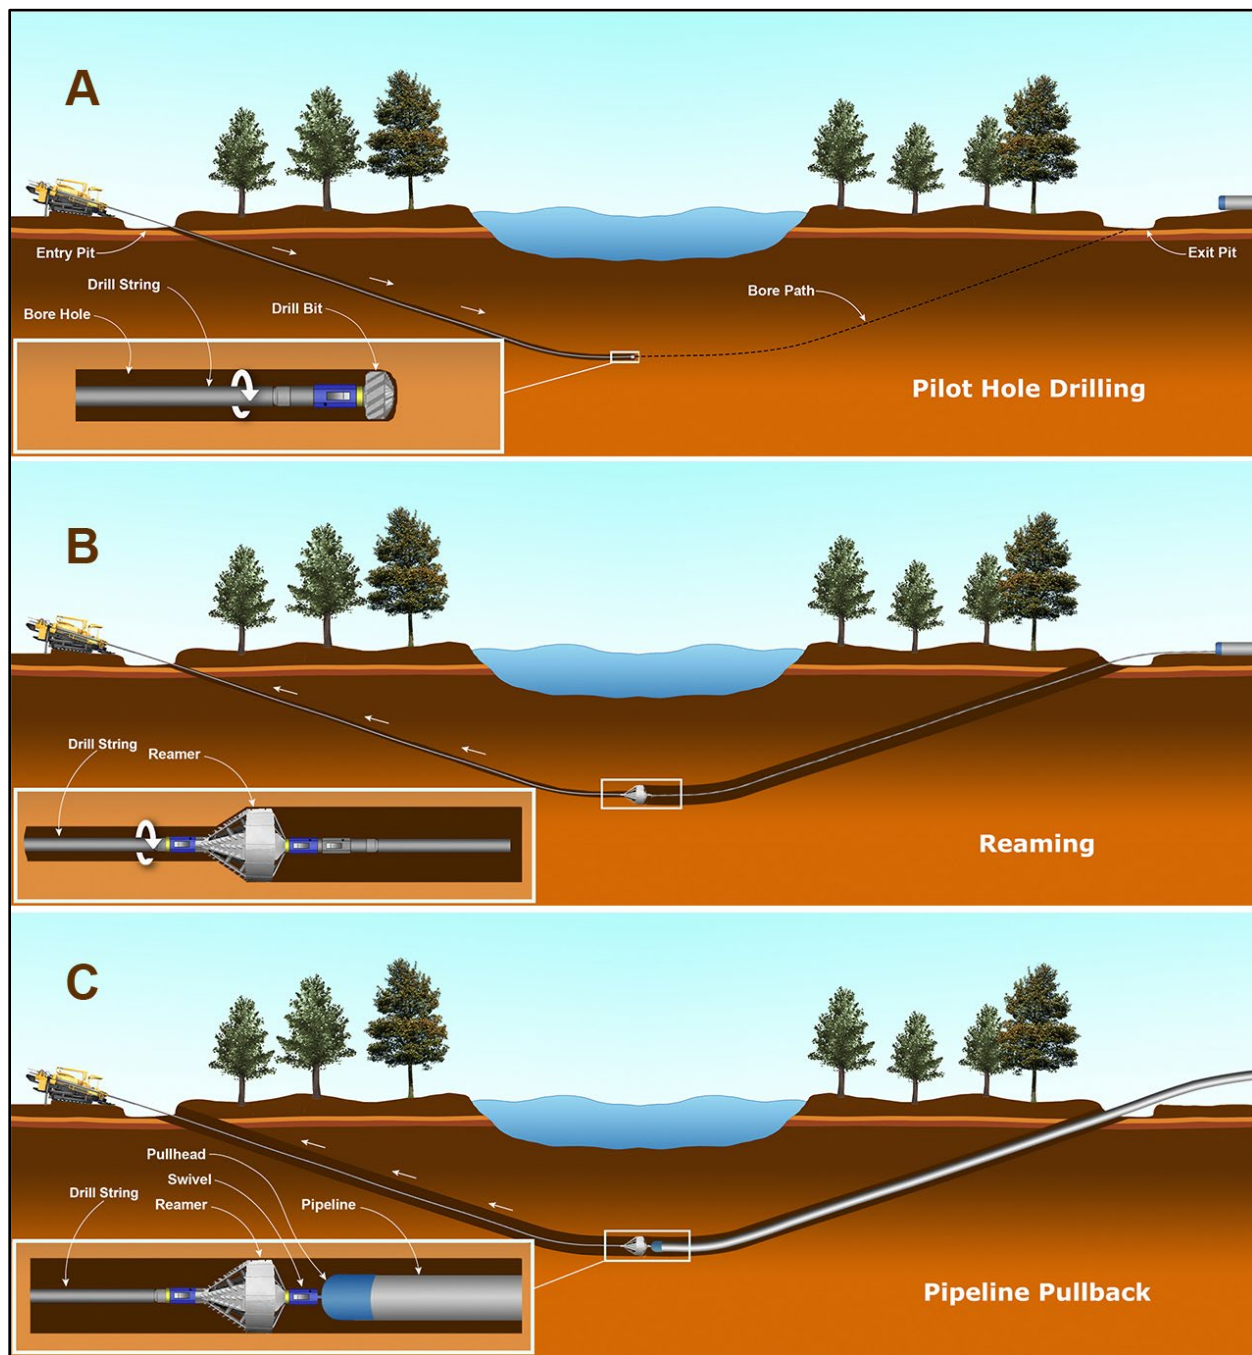 A
Entry Pit
Exit Pit
Drill String
Bore Path
Bore Hole
Drill Bit
Pilot Hole Drilling
B
Drill String
Reamer
Reaming
C
Pullhead
Swivel
Drill String
Reamer
Pipeline
Pipeline Pullback